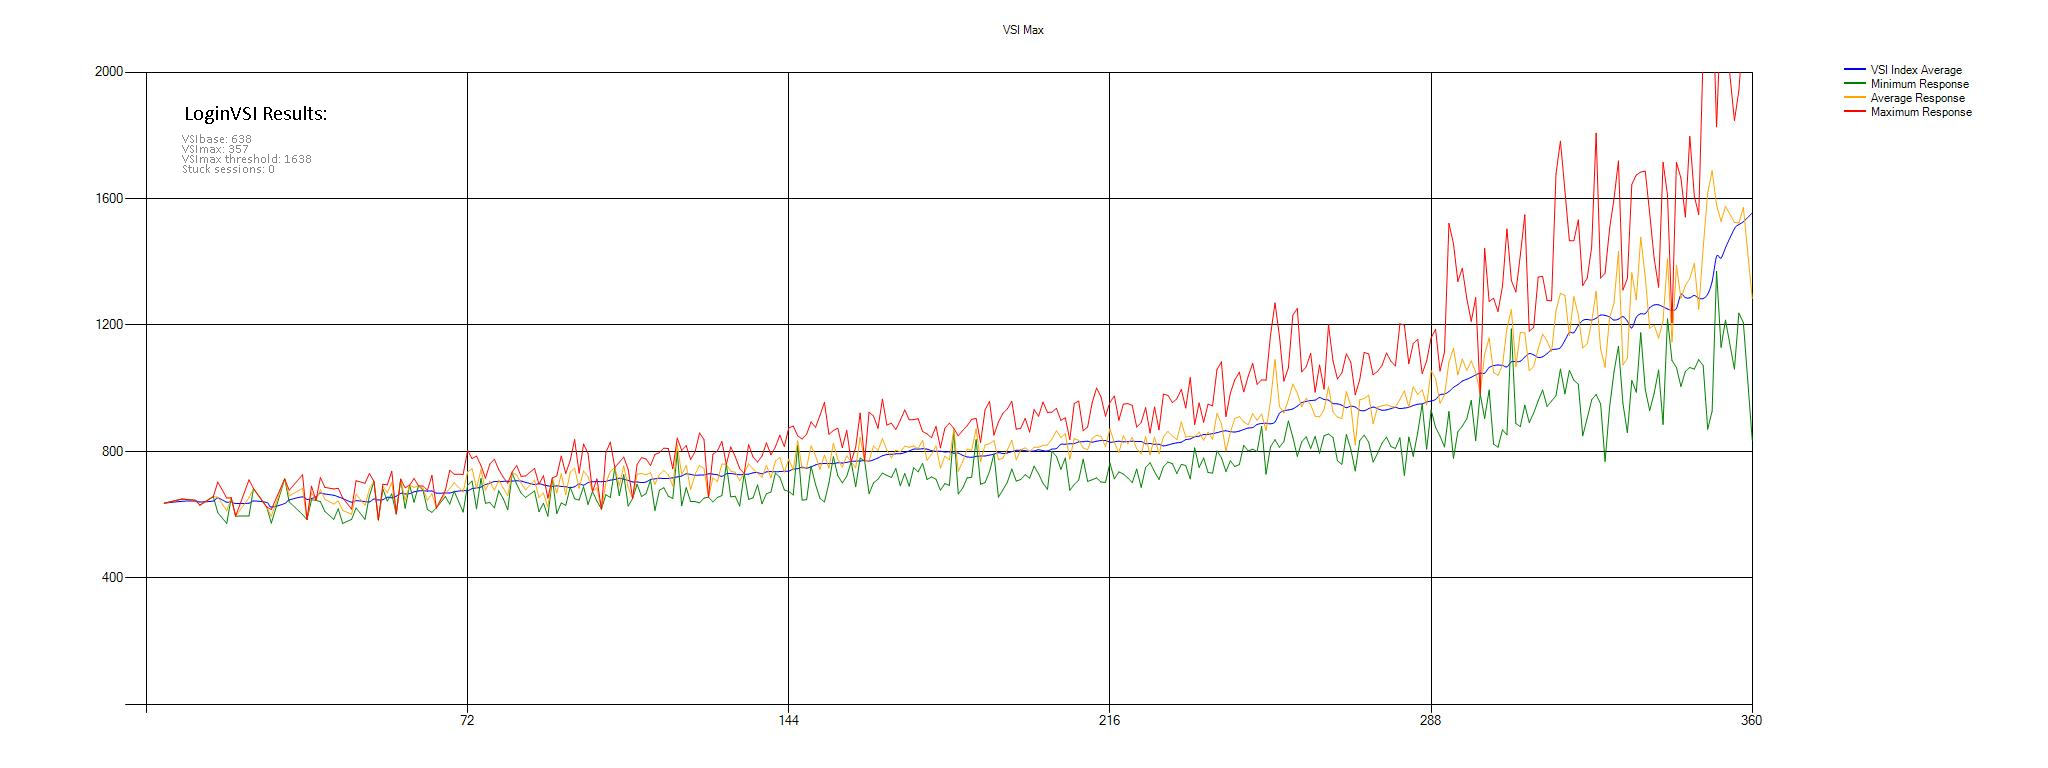 VSI Max
2000
1600
1200
800
400
LoginVSI Results:
VSIbase: 638
VSImax: 357
VSImax threshold: 1638
Stuck sessions: 0
72
144
216
288
360
VSI Index Average
Minimum Response
Average Response
Maximum Response